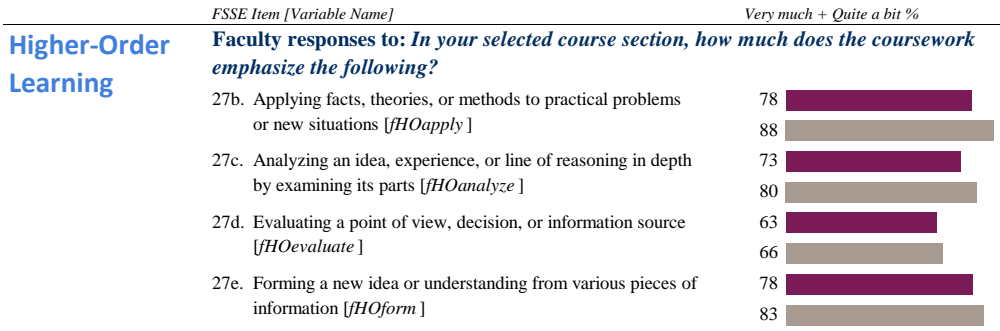 FSSE Item [Variable Name] Very much + Quite a bit %
Higher-Order
Learning
Faculty responses to: In your selected course section, how much does the coursework
emphasize the following?
27b. Applying facts, theories, or methods to practical problems
or new situations [fHOapply ]
78
88
27c. Analyzing an idea, experience, or line of reasoning in depth
by examining its parts [fHOanalyze ]
73
80
27d. Evaluating a point of view, decision, or information source
[fHOevaluate ]
63
66
27e. Forming a new idea or understanding from various pieces of
information [fHOform ]
78
83